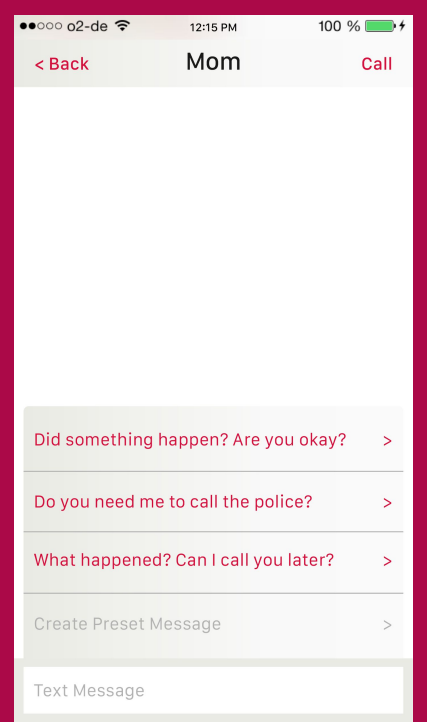 o2-de 12:15 PM 100 %
< Back Mom Call
Did something happen? Are you okay? >
Do you need me to call the police? >
What happened? Can I call you later? >
Create Preset Message >
Text Message